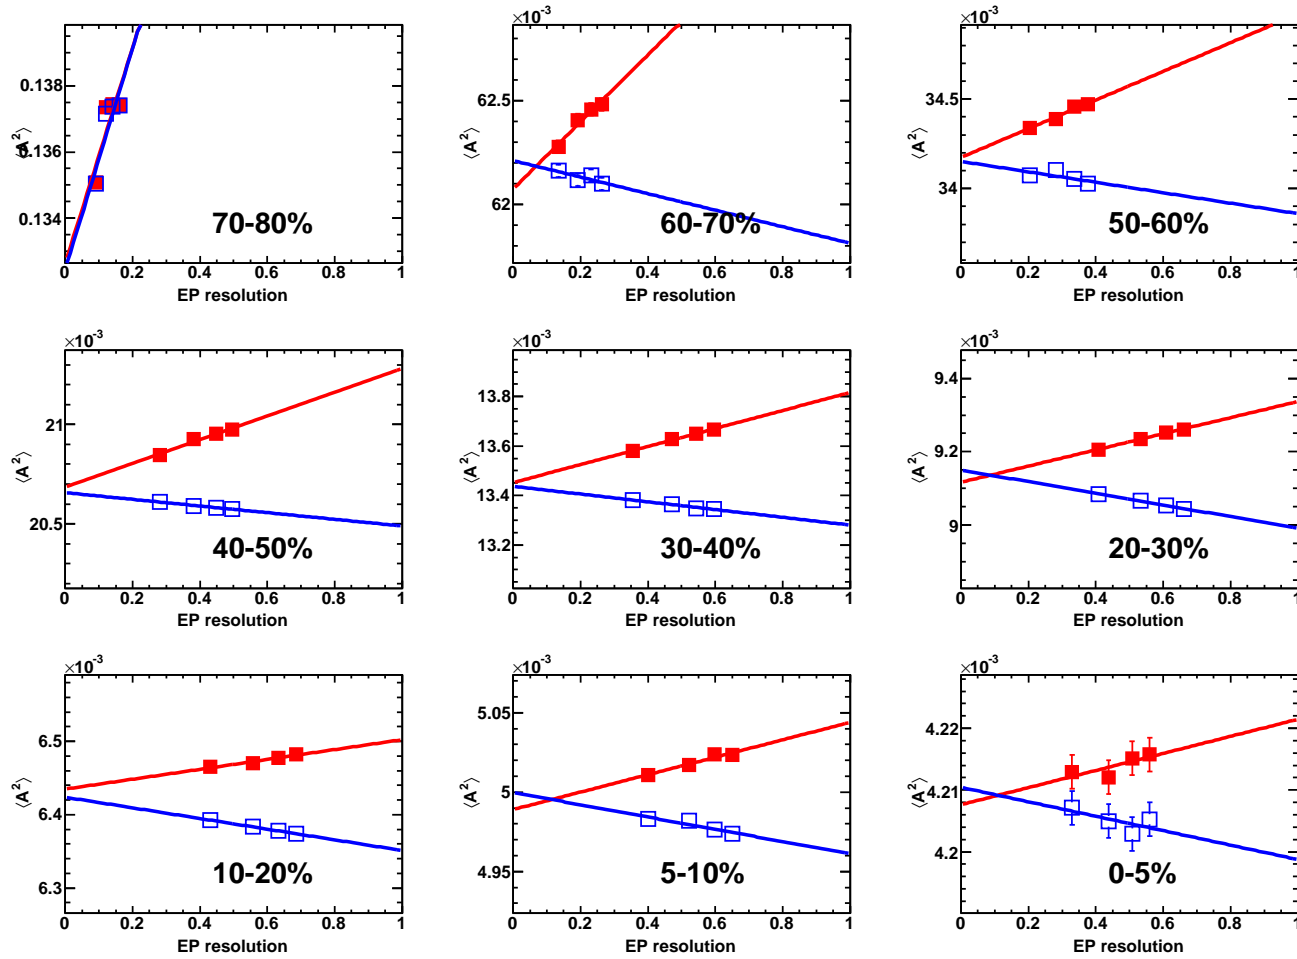 0.138
0.136
0.134
⟨A²⟩
70-80%
0 0.2 0.4 0.6 0.8 1
EP resolution
×10⁻³
62.5
62
⟨A²⟩
60-70%
0 0.2 0.4 0.6 0.8 1
EP resolution
×10⁻³
34.5
34
⟨A²⟩
50-60%
0 0.2 0.4 0.6 0.8 1
EP resolution
×10⁻³
21
20.5
⟨A²⟩
40-50%
0 0.2 0.4 0.6 0.8 1
EP resolution
×10⁻³
13.8
13.6
13.4
13.2
⟨A²⟩
30-40%
0 0.2 0.4 0.6 0.8 1
EP resolution
×10⁻³
9.4
9.2
9
⟨A²⟩
20-30%
0 0.2 0.4 0.6 0.8 1
EP resolution
×10⁻³
6.5
6.4
6.3
⟨A²⟩
10-20%
0 0.2 0.4 0.6 0.8 1
EP resolution
×10⁻³
5.05
5
4.95
⟨A²⟩
5-10%
0 0.2 0.4 0.6 0.8 1
EP resolution
×10⁻³
4.22
4.21
4.2
⟨A²⟩
0-5%
0 0.2 0.4 0.6 0.8 1
EP resolution